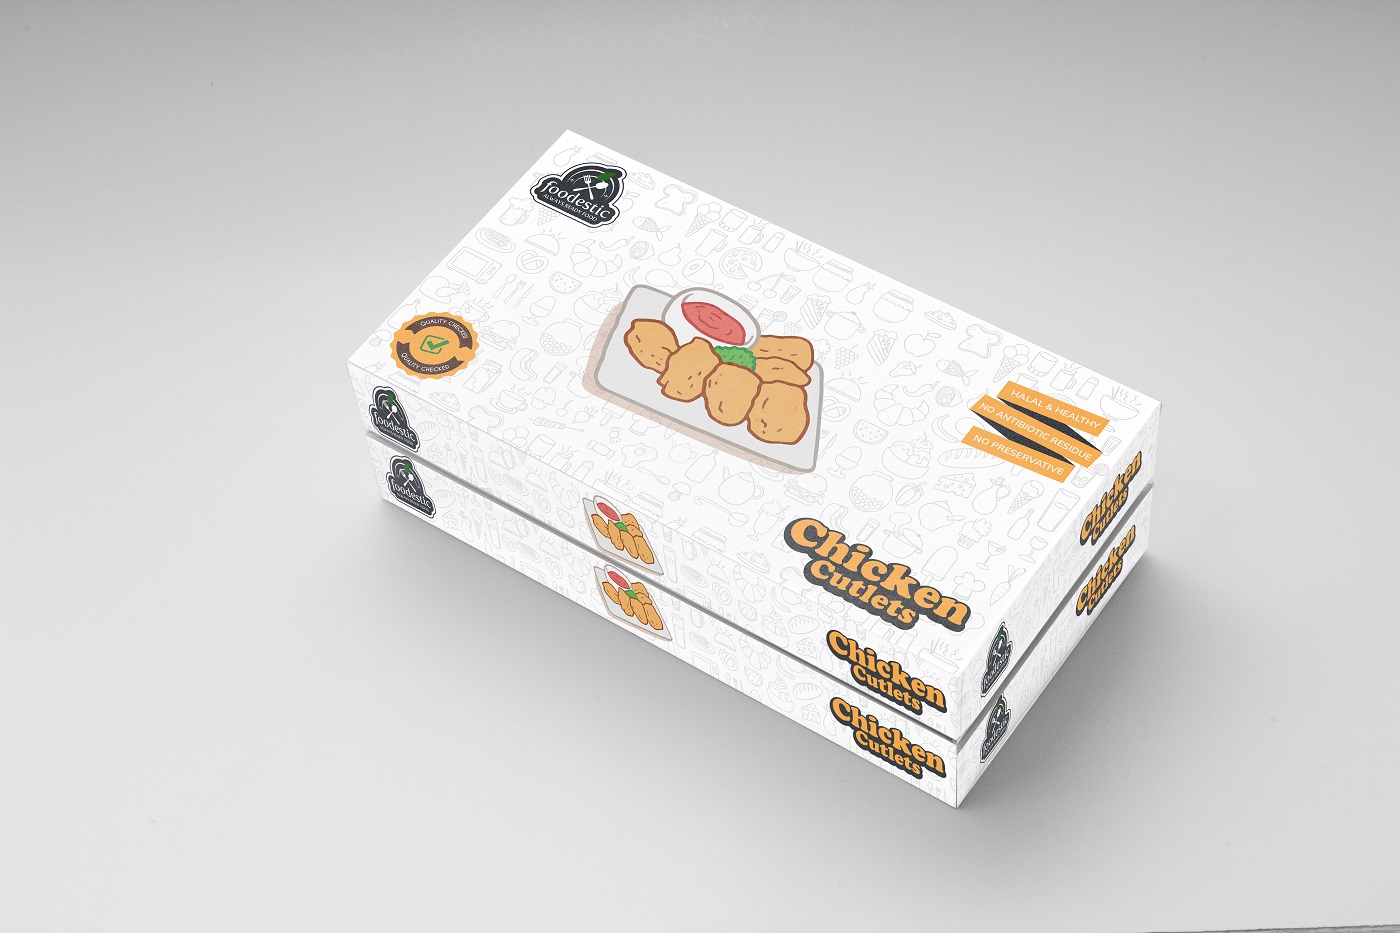 foodestic
ALWAYS READY FOOD
QUALITY CHECKED
QUALITY CHECKED
HALAL & HEALTHY
NO ANTIBIOTIC RESIDUE
NO PRESERVATIVE
Chicken
Cutlets
foodestic
foodestic
Chicken
Cutlets
Chicken
Cutlets
foodestic
Chicken
Cutlets
foodestic
Chicken
Cutlets